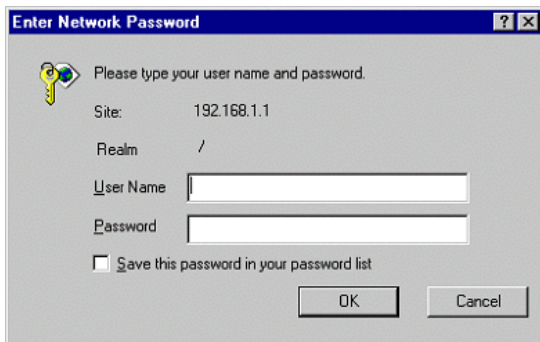 Enter Network Password
Please type your user name and password.
Site: 192.168.1.1
Realm /
User Name
Password
Save this password in your password list
OK Cancel